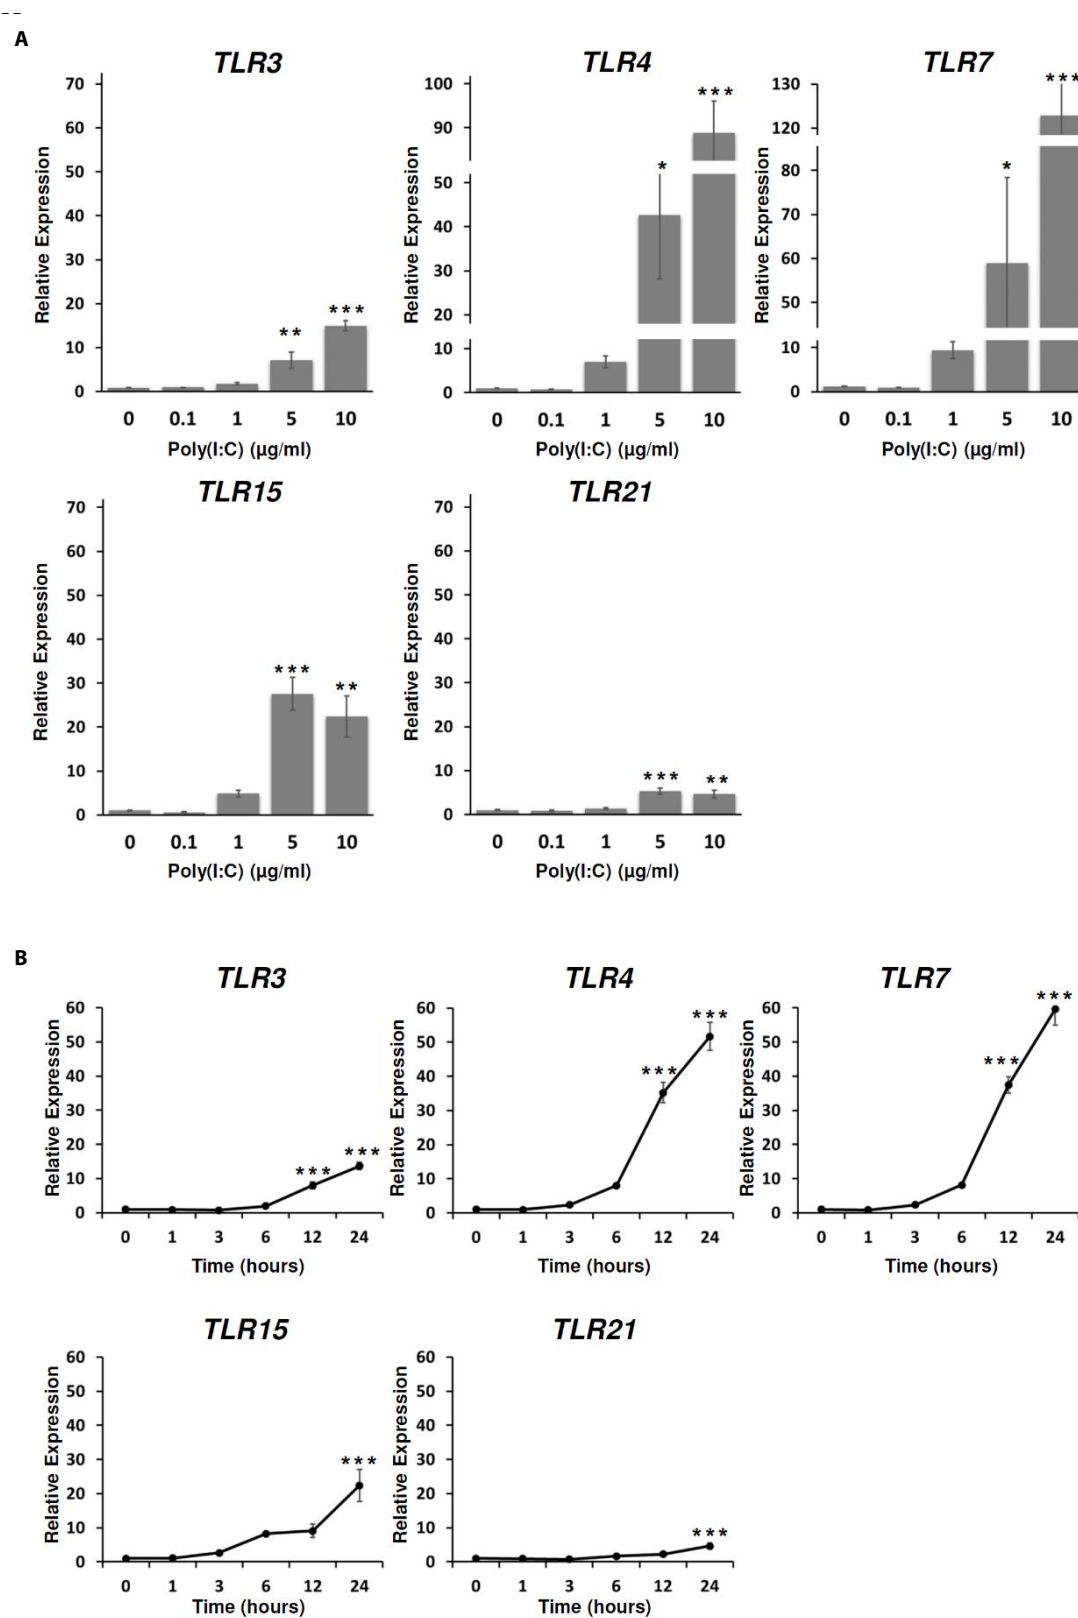 A
TLR3
TLR4
TLR7
70
60
50
40
30
20
10
0
Relative Expression
**
***
0 0.1 1 5 10
Poly(I:C) (µg/ml)
100
90
50
40
30
20
10
0
Relative Expression
*
***
0 0.1 1 5 10
Poly(I:C) (µg/ml)
130
120
80
70
60
50
10
0
Relative Expression
*
***
0 0.1 1 5 10
Poly(I:C) (µg/ml)
TLR15
TLR21
70
60
50
40
30
20
10
0
Relative Expression
***
**
0 0.1 1 5 10
Poly(I:C) (µg/ml)
70
60
50
40
30
20
10
0
Relative Expression
***
**
0 0.1 1 5 10
Poly(I:C) (µg/ml)
B
TLR3
TLR4
TLR7
60
50
40
30
20
10
0
Relative Expression
***
***
0 1 3 6 12 24
Time (hours)
60
50
40
30
20
10
0
Relative Expression
***
***
0 1 3 6 12 24
Time (hours)
60
50
40
30
20
10
0
Relative Expression
***
***
0 1 3 6 12 24
Time (hours)
TLR15
TLR21
60
50
40
30
20
10
0
Relative Expression
***
0 1 3 6 12 24
Time (hours)
60
50
40
30
20
10
0
Relative Expression
***
0 1 3 6 12 24
Time (hours)